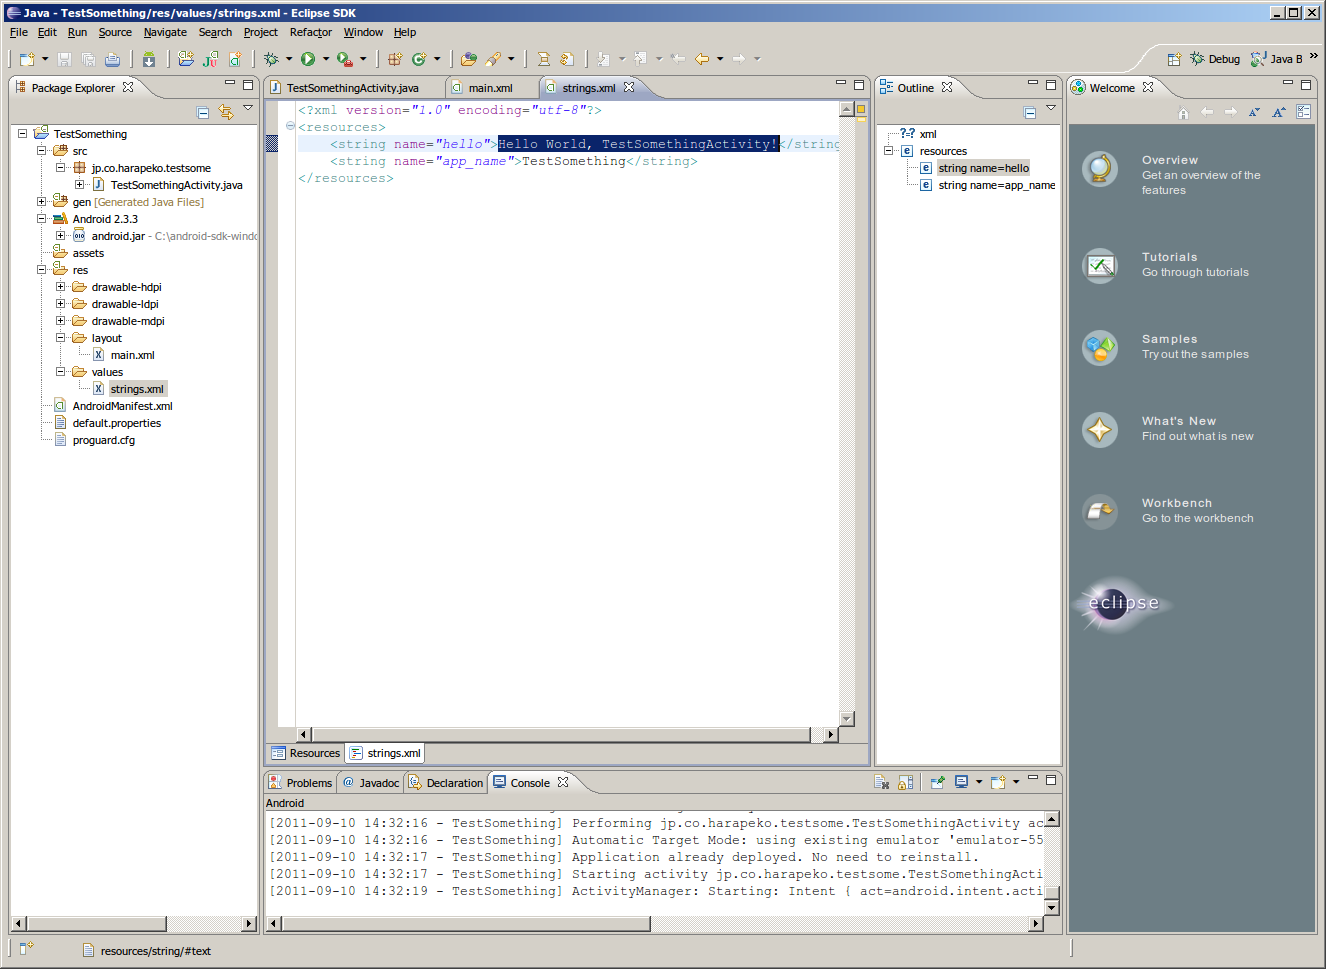 Java - TestSomething/res/values/strings.xml - Eclipse SDK
File Edit Run Source Navigate Search Project Refactor Window Help
Debug Java B »
Package Explorer
TestSomething
src
jp.co.harapeko.testsome
TestSomethingActivity.java
gen [Generated Java Files]
Android 2.3.3
android.jar - C:\android-sdk-windo
assets
res
drawable-hdpi
drawable-ldpi
drawable-mdpi
layout
main.xml
values
strings.xml
AndroidManifest.xml
default.properties
proguard.cfg
TestSomethingActivity.java main.xml strings.xml
<?xml version="1.0" encoding="utf-8"?>
<resources>
<string name="hello">Hello World, TestSomethingActivity!</string
<string name="app_name">TestSomething</string>
</resources>
Resources strings.xml
Outline
?-? xml
resources
string name=hello
string name=app_name
Welcome
Overview
Get an overview of the
features
Tutorials
Go through tutorials
Samples
Try out the samples
What's New
Find out what is new
Workbench
Go to the workbench
eclipse
Problems @ Javadoc Declaration Console
Android
[2011-09-10 14:32:16 - TestSomething] Performing jp.co.harapeko.testsome.TestSomethingActivity ac
[2011-09-10 14:32:16 - TestSomething] Automatic Target Mode: using existing emulator 'emulator-55
[2011-09-10 14:32:17 - TestSomething] Application already deployed. No need to reinstall.
[2011-09-10 14:32:17 - TestSomething] Starting activity jp.co.harapeko.testsome.TestSomethingActi
[2011-09-10 14:32:19 - TestSomething] ActivityManager: Starting: Intent { act=android.intent.acti
resources/string/#text